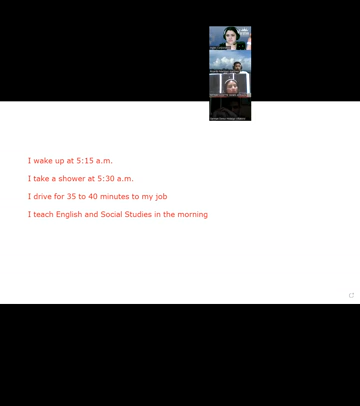 I wake up at 5:15 a.m.
I take a shower at 5:30 a.m.
I drive for 35 to 40 minutes to my job
I teach English and Social Studies in the morning